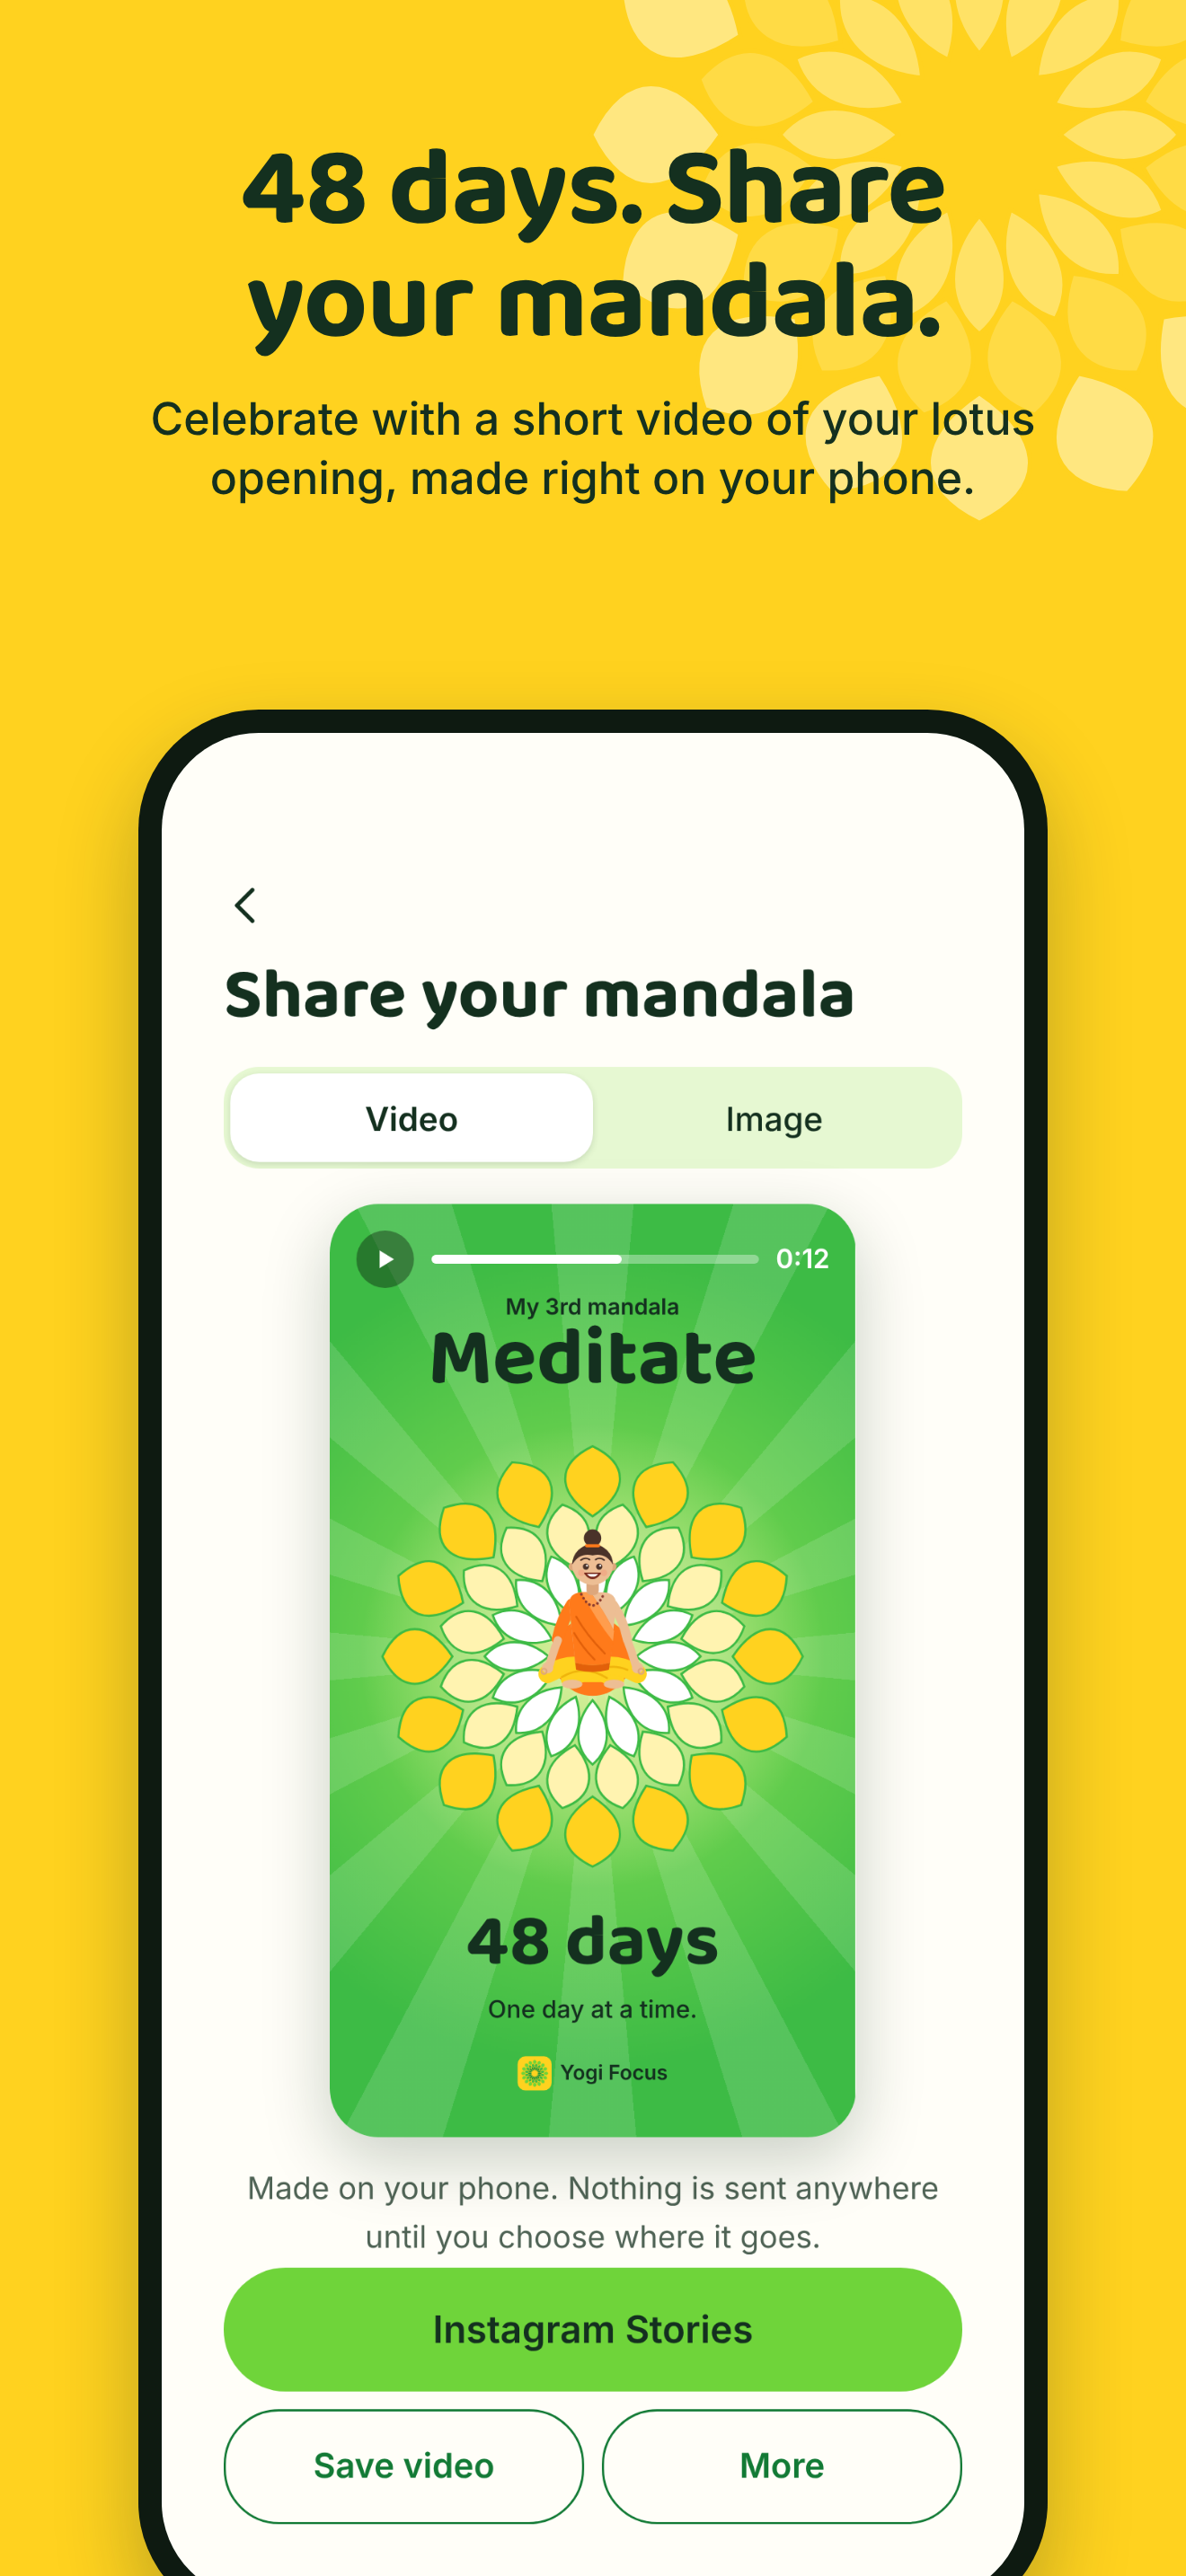 48 days. Share
your mandala.
Celebrate with a short video of your lotus
opening, made right on your phone.
Share your mandala
Video
Image
0:12
My 3rd mandala
Meditate
48 days
One day at a time.
Yogi Focus
Made on your phone. Nothing is sent anywhere
until you choose where it goes.
Instagram Stories
Save video
More